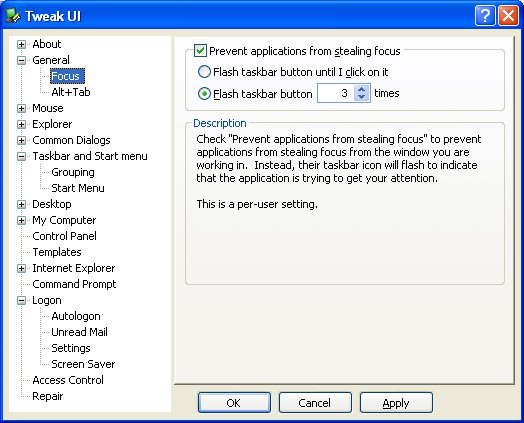 Tweak UI
About
General
Focus
Alt+Tab
Mouse
Explorer
Common Dialogs
Taskbar and Start menu
Grouping
Start Menu
Desktop
My Computer
Control Panel
Templates
Internet Explorer
Command Prompt
Logon
Autologon
Unread Mail
Settings
Screen Saver
Access Control
Repair
Prevent applications from stealing focus
Flash taskbar button until I click on it
Flash taskbar button 3 times
Description
Check "Prevent applications from stealing focus" to prevent
applications from stealing focus from the window you are
working in. Instead, their taskbar icon will flash to indicate
that the application is trying to get your attention.
This is a per-user setting.
OK Cancel Apply